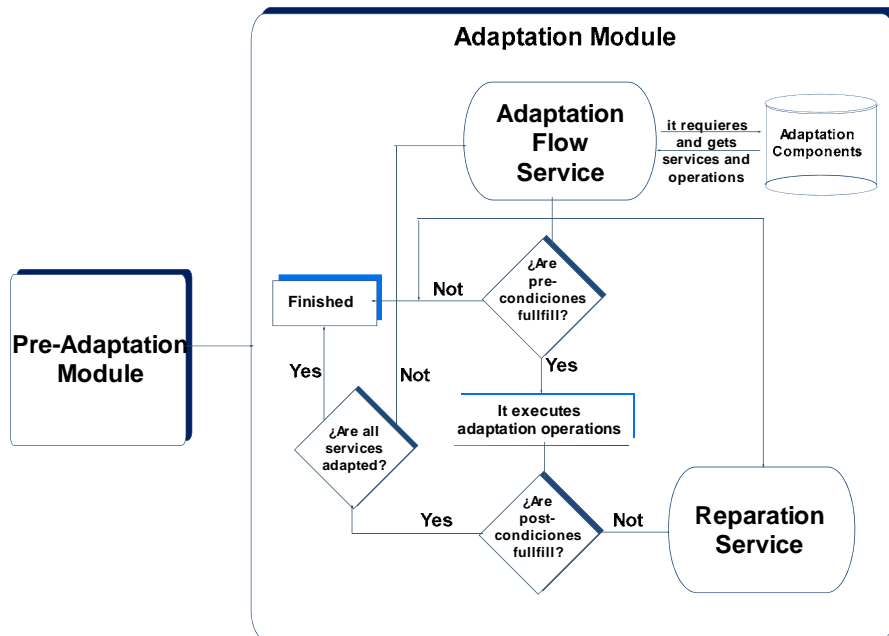 Adaptation Module
Adaptation
Flow
Service
it requieres
and gets
services and
operations
Adaptation
Components
¿Are
pre-
condiciones
fullfill?
Not
Finished
Pre-Adaptation
Module
Yes
Not
Yes
It executes
adaptation operations
¿Are all
services
adapted?
¿Are
post-
condiciones
fullfill?
Yes
Not
Reparation
Service